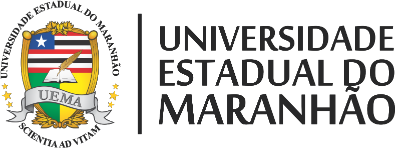 UNIVERSIDADE ESTADUAL DO MARANHÃO
UEMA
SCIENTIA AD VITAM
UNIVERSIDADE
ESTADUAL DO
MARANHÃO